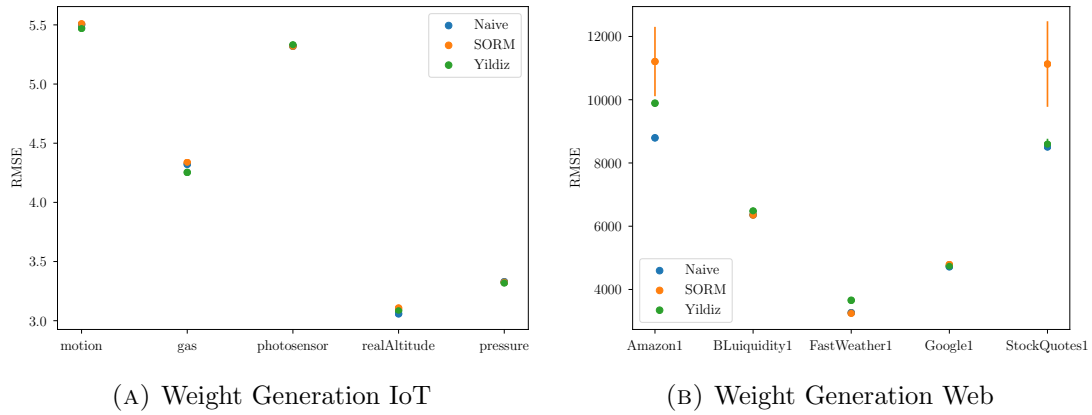 5.5
5.0
4.5
4.0
3.5
3.0
RMSE
Naive
SORM
Yildiz
motion gas photosensor realAltitude pressure
(A) Weight Generation IoT
12000
10000
8000
6000
4000
RMSE
Naive
SORM
Yildiz
Amazon1 BLuiquidity1 FastWeather1 Google1 StockQuotes1
(B) Weight Generation Web